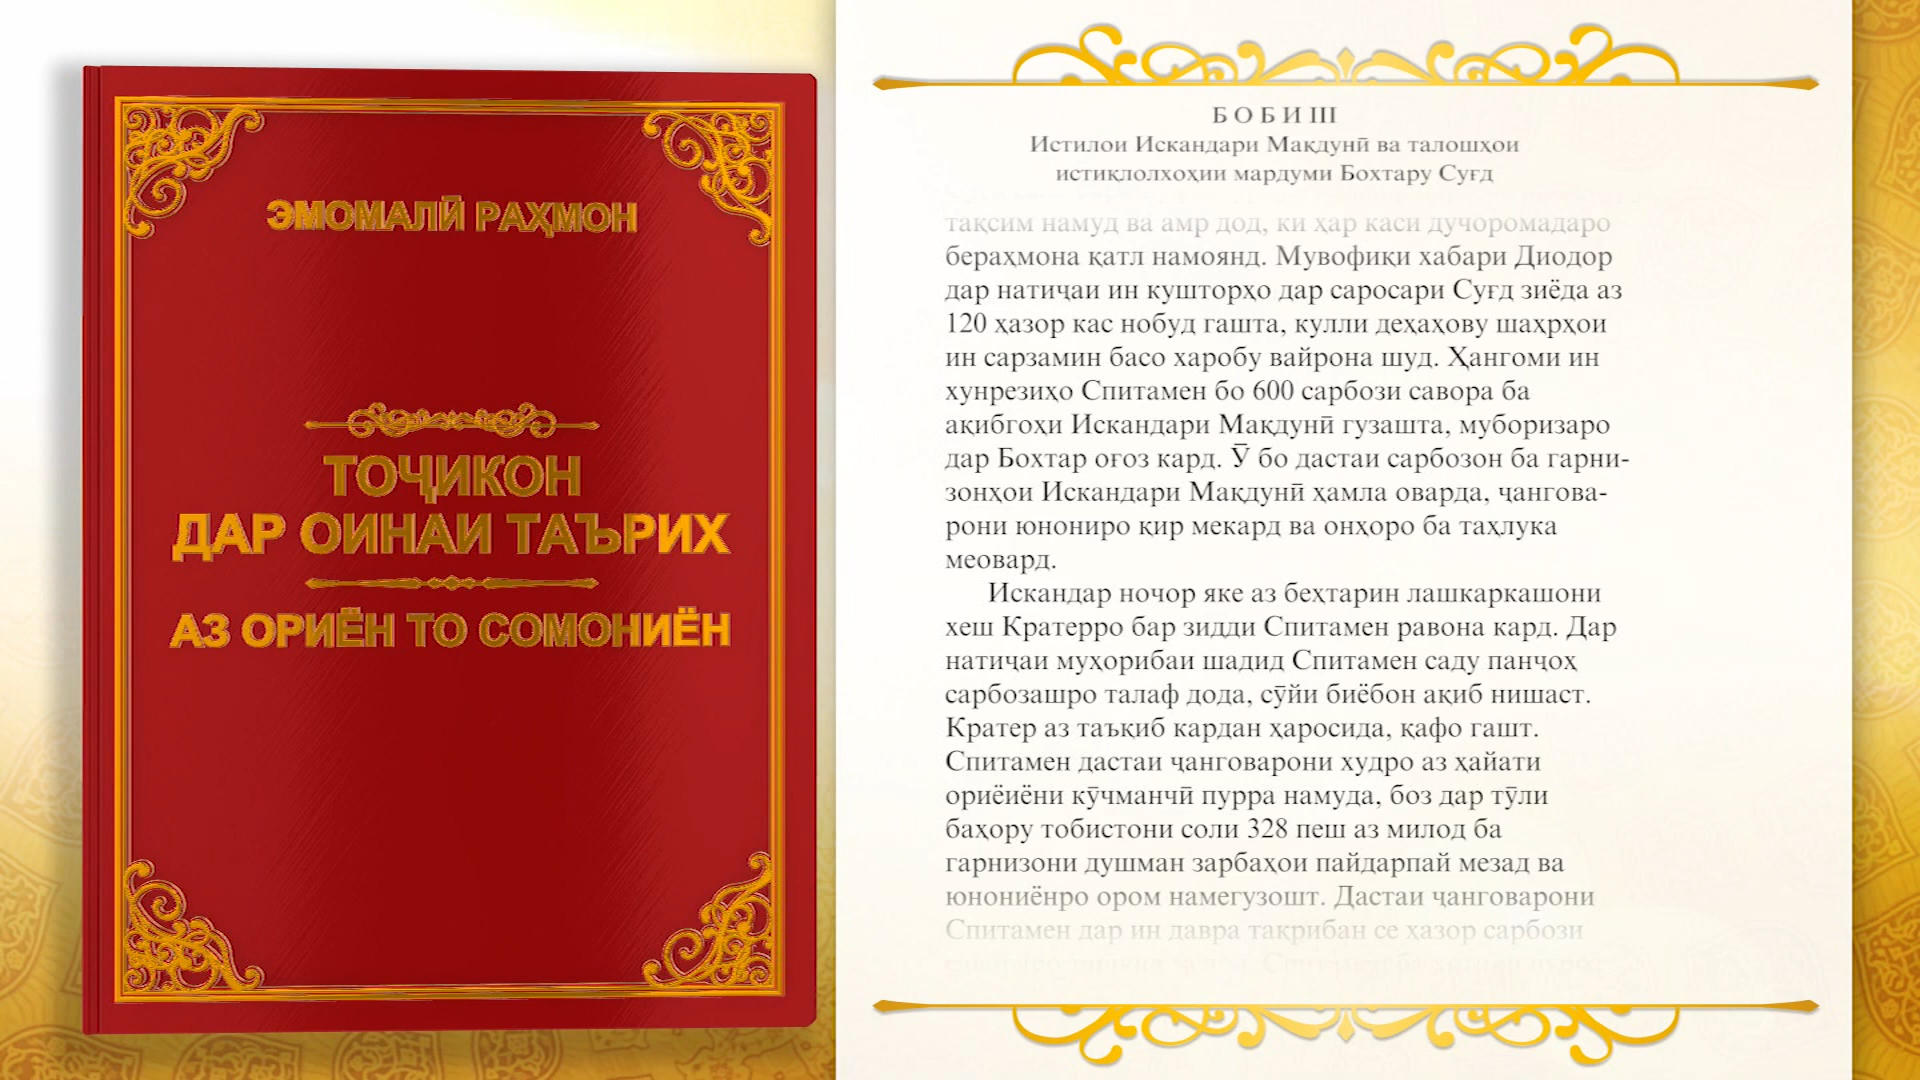 ЭМОМАЛӢ РАҲМОН
ТОҶИКОН
ДАР ОИНАИ ТАЪРИХ
АЗ ОРИЁН ТО СОМОНИЁН
БОБИ III
Истилои Искандари Мақдунӣ ва талошҳои
истиқлолхоҳии мардуми Бохтару Суғд
тақсим намуд ва амр дод, ки ҳар каси дучоромадаро
бераҳмона қатл намоянд. Мувофиқи хабари Диодор
дар натиҷаи ин кушторҳо дар саросари Суғд зиёда аз
120 ҳазор кас нобуд гашта, кулли деҳаҳову шаҳрҳои
ин сарзамин басо харобу вайрона шуд. Ҳангоми ин
хунрезиҳо Спитамен бо 600 сарбози савора ба
ақибгоҳи Искандари Мақдунӣ гузашта, муборизаро
дар Бохтар оғоз кард. Ӯ бо дастаи сарбозон ба гарни-
зонҳои Искандари Мақдунӣ ҳамла оварда, ҷангова-
рони юнониро қир мекард ва онҳоро ба таҳлука
меовард.
Искандар ночор яке аз беҳтарин лашкаркашони
хеш Кратерро бар зидди Спитамен равона кард. Дар
натиҷаи муҳорибаи шадид Спитамен саду панҷоҳ
сарбозашро талаф дода, сӯйи биёбон ақиб нишаст.
Кратер аз таъқиб кардан ҳаросида, қафо гашт.
Спитамен дастаи ҷанговарони худро аз ҳайати
ориёиёни кӯчманчӣ пурра намуда, боз дар тӯли
баҳору тобистони соли 328 пеш аз милод ба
гарнизони душман зарбаҳои пайдарпай мезад ва
юнониёнро ором намегузошт. Дастаи ҷанговарони
Спитамен дар ин давра тақрибан се ҳазор сарбози